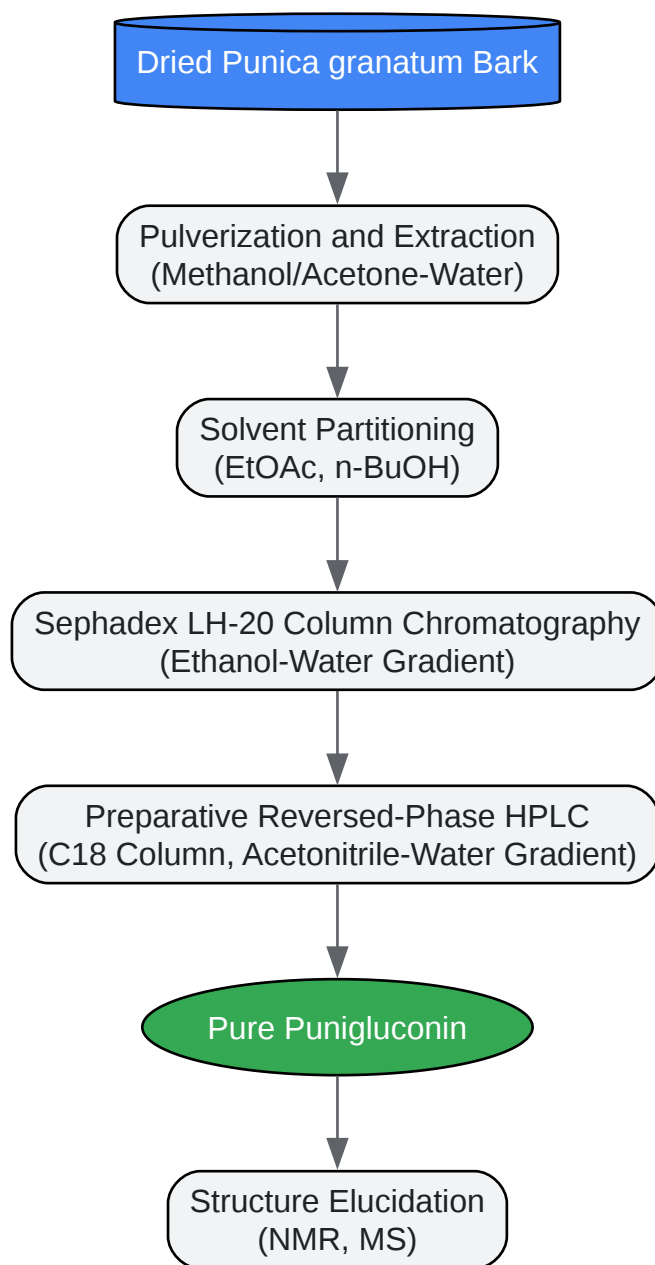 Dried Punica granatum Bark
Pulverization and Extraction
(Methanol/Acetone-Water)
Solvent Partitioning
(EtOAc, n-BuOH)
Sephadex LH-20 Column Chromatography
(Ethanol-Water Gradient)
Preparative Reversed-Phase HPLC
(C18 Column, Acetonitrile-Water Gradient)
Pure Punigluconin
Structure Elucidation
(NMR, MS)